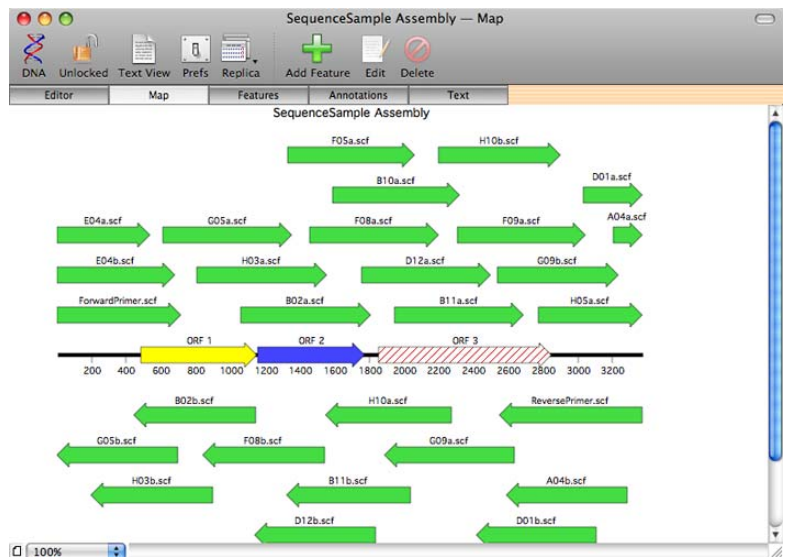 SequenceSample Assembly — Map
DNA Unlocked Text View Prefs Replica Add Feature Edit Delete
Editor Map Features Annotations Text
SequenceSample Assembly
F05a.scf H10b.scf
B10a.scf D01a.scf
E04a.scf G05a.scf F08a.scf F09a.scf A04a.scf
E04b.scf H03a.scf D12a.scf G09b.scf
ForwardPrimer.scf B02a.scf B11a.scf H05a.scf
ORF 1 ORF 2 ORF 3
200 400 600 800 1000 1200 1400 1600 1800 2000 2200 2400 2600 2800 3000 3200
B02b.scf H10a.scf ReversePrimer.scf
G05b.scf F08b.scf G09a.scf
H03b.scf B11b.scf A04b.scf
D12b.scf D01b.scf
100%